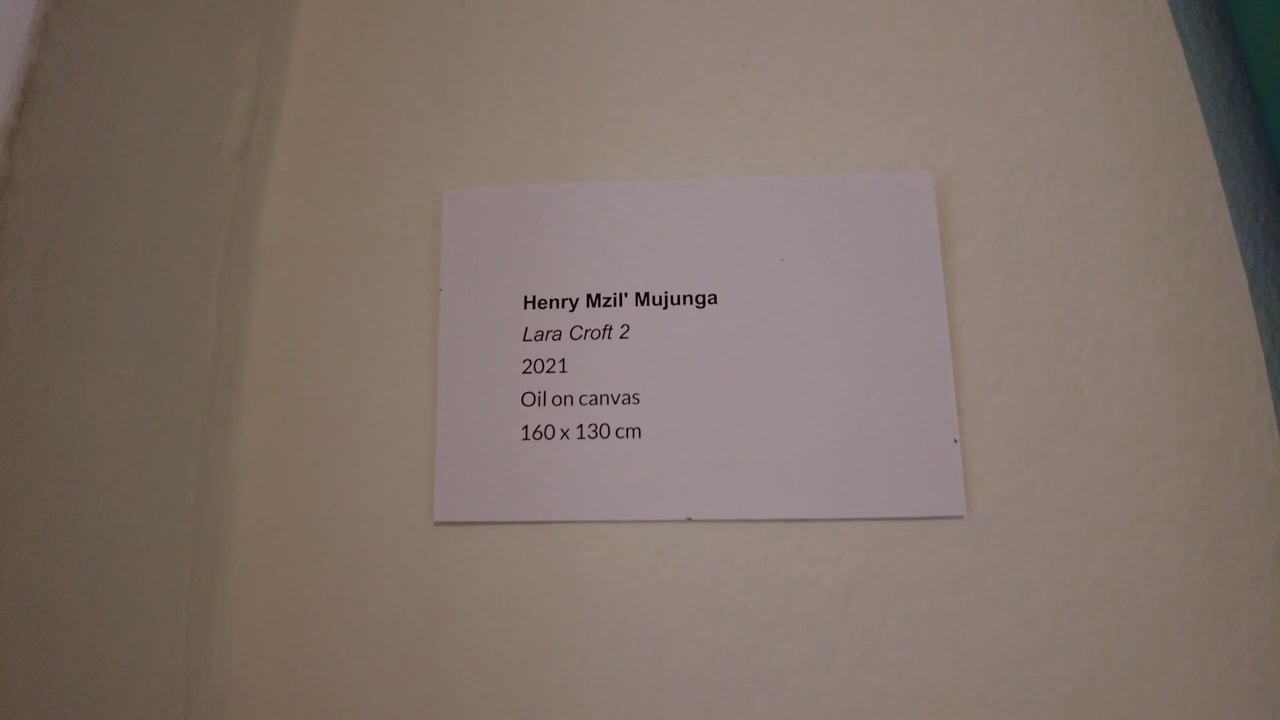 Henry Mzil' Mujunga
Lara Croft 2
2021
Oil on canvas
160 x 130 cm